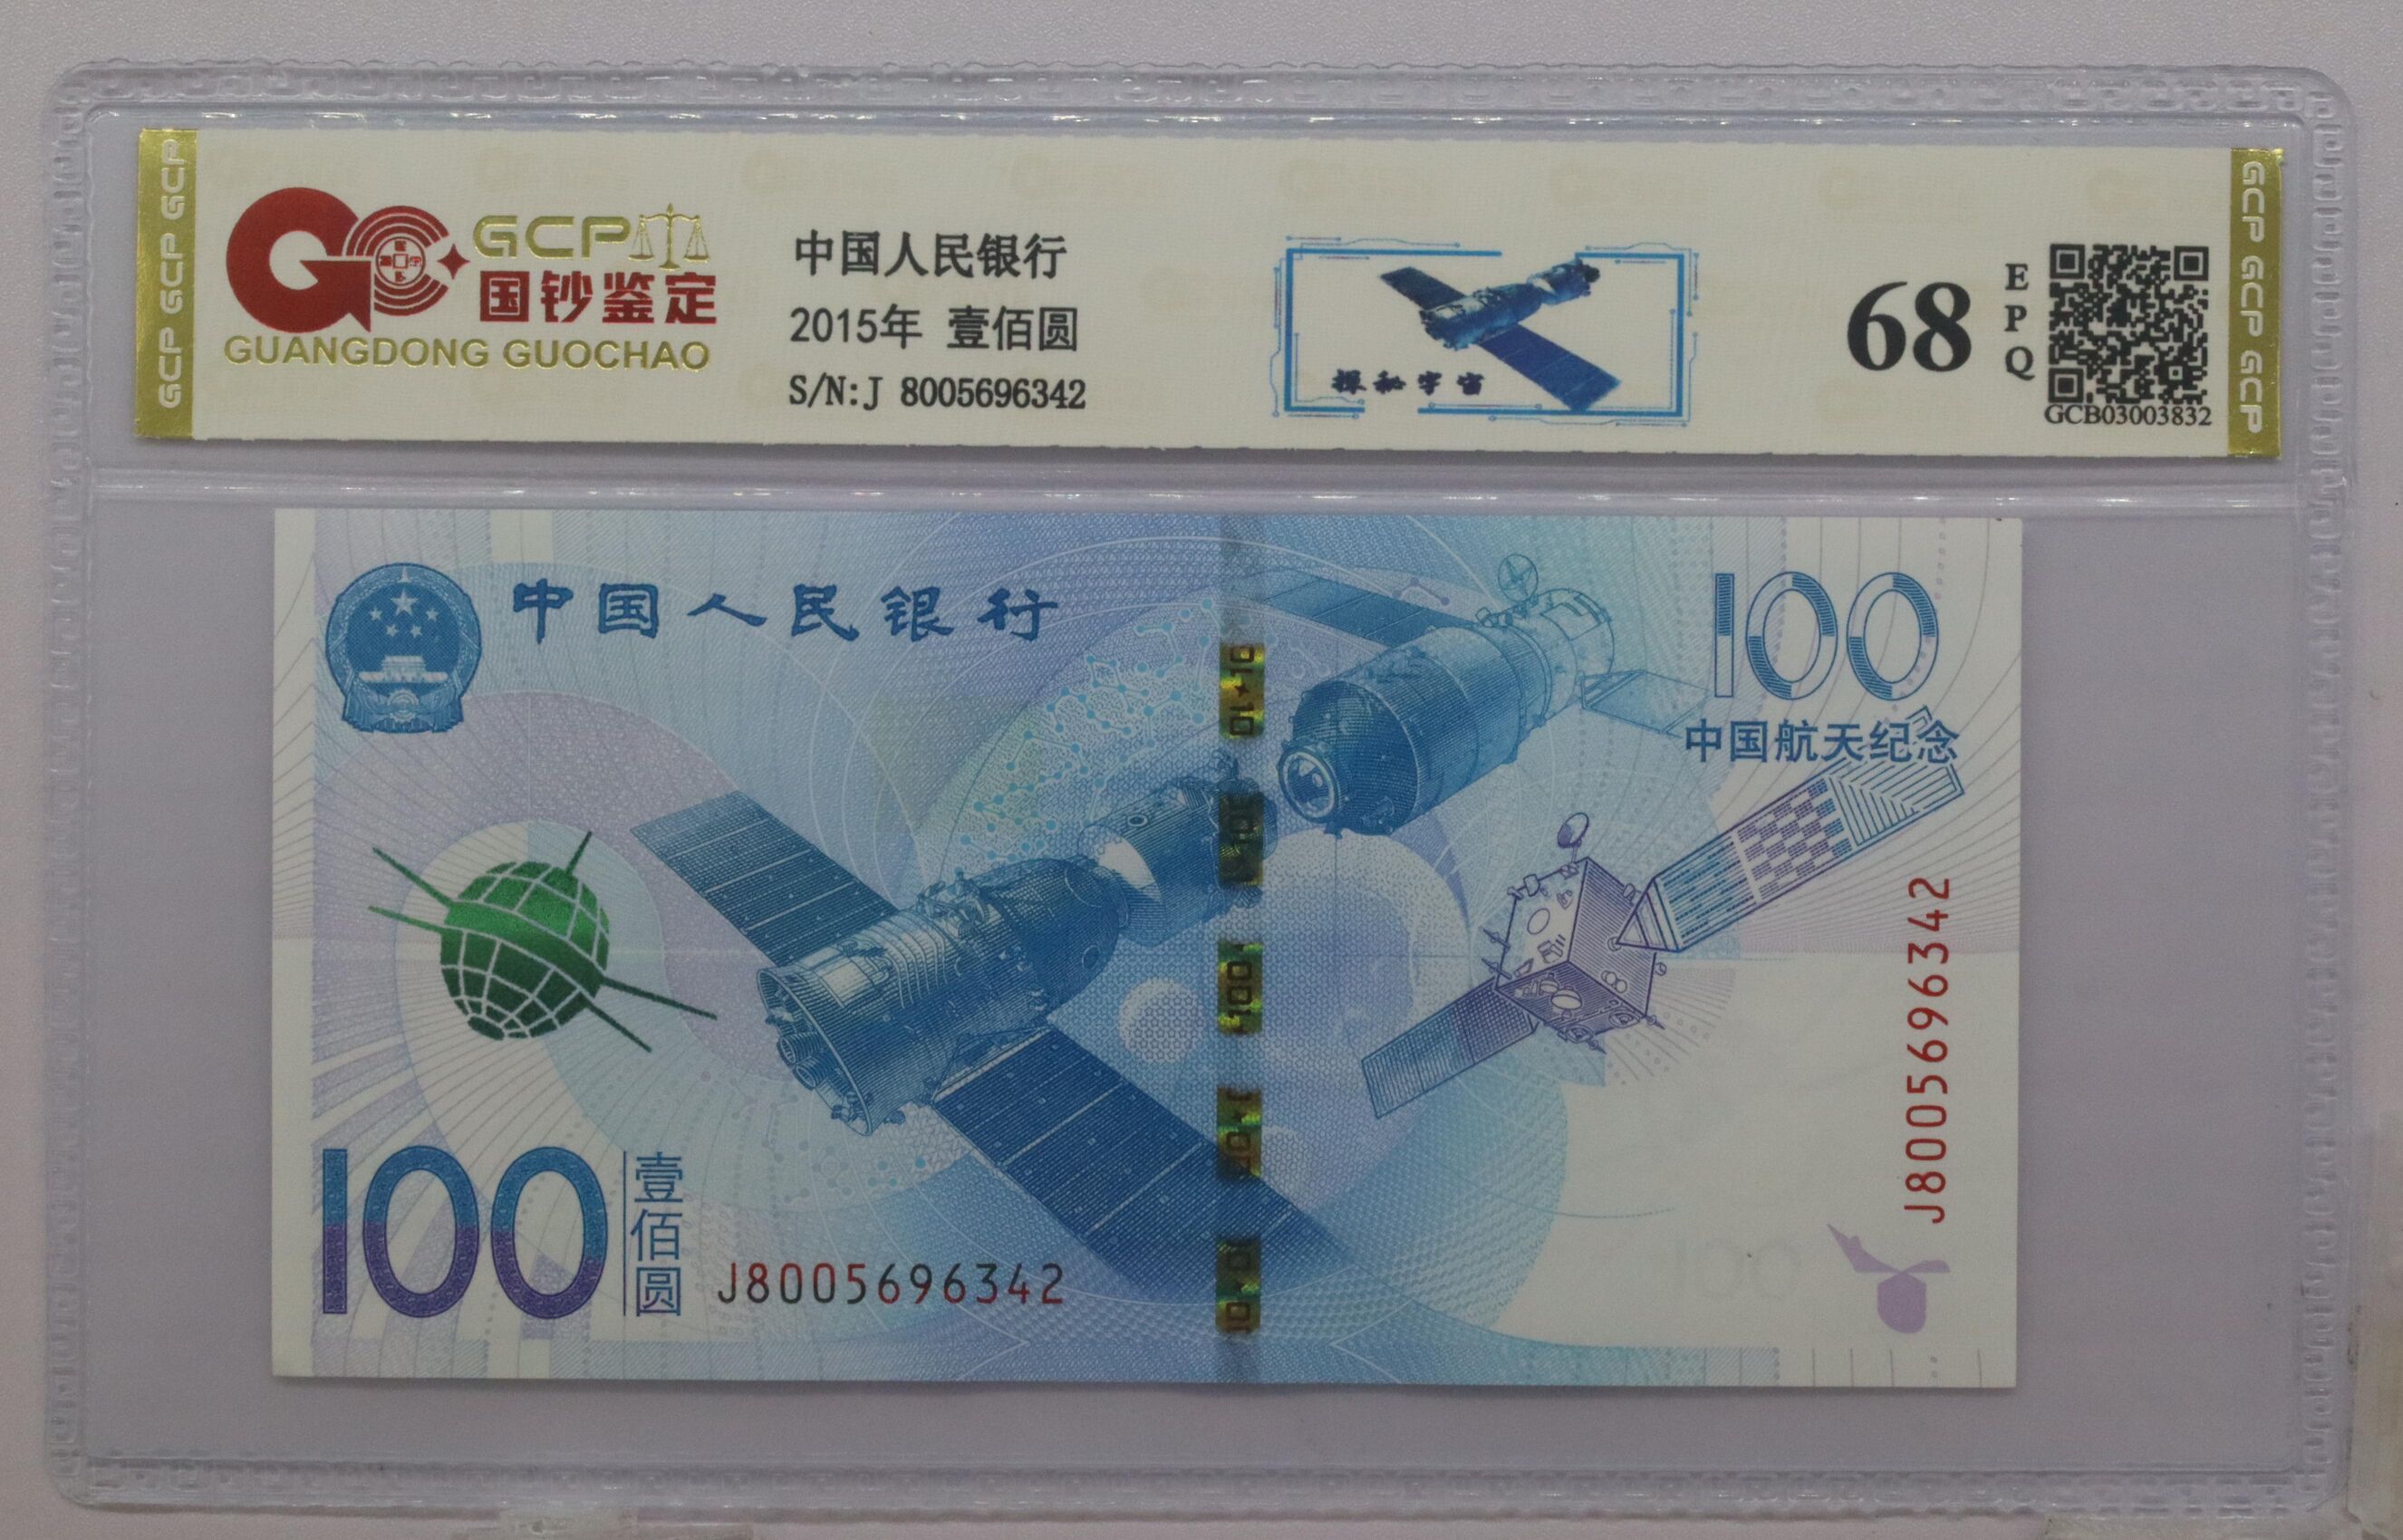 GCP GCP GCP
GCP
国钞鉴定
GUANGDONG GUOCHAO
中国人民银行
2015年 壹佰圆
S/N:J 8005696342
探秘宇宙
68
EPQ
GCB03003832
GCP GCP GCP
中国人民银行
100
中国航天纪念
J8005696342
100
壹佰圆
J8005696342